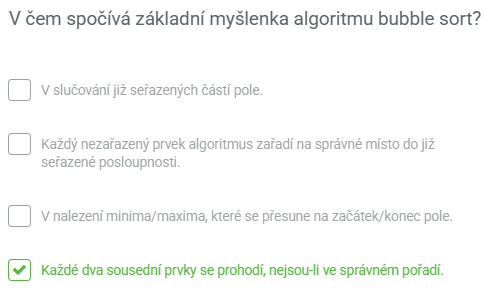 V čem spočívá základní myšlenka algoritmu bubble sort?
V slučování již seřazených částí pole.
Každý nezařazený prvek algoritmus zařadí na správné místo do již
seřazené posloupnosti.
V nalezení minima/maxima, které se přesune na začátek/konec pole.
Každé dva sousední prvky se prohodí, nejsou-li ve správném pořadí.